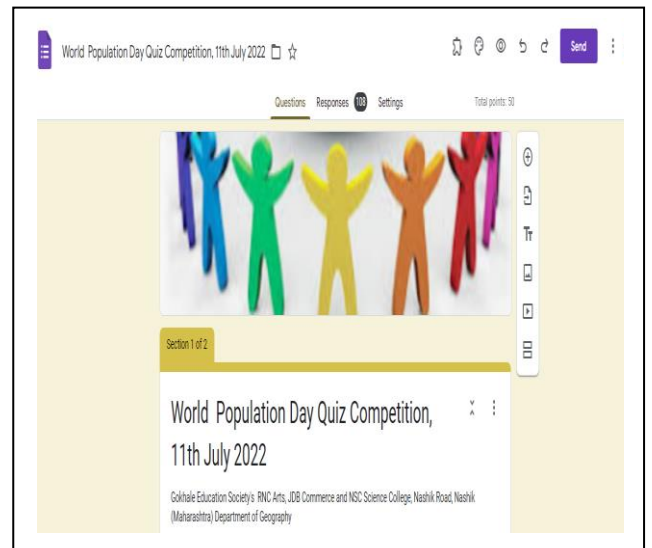 World Population Day Quiz Competition, 11th July 2022
Send
Questions Responses 108 Settings
Total points: 50
Tт
Section 1 of 2
World Population Day Quiz Competition,
11th July 2022
Gokhale Education Society's RNC Arts, JDB Commerce and NSC Science College, Nashik Road, Nashik
(Maharashtra) Department of Geography